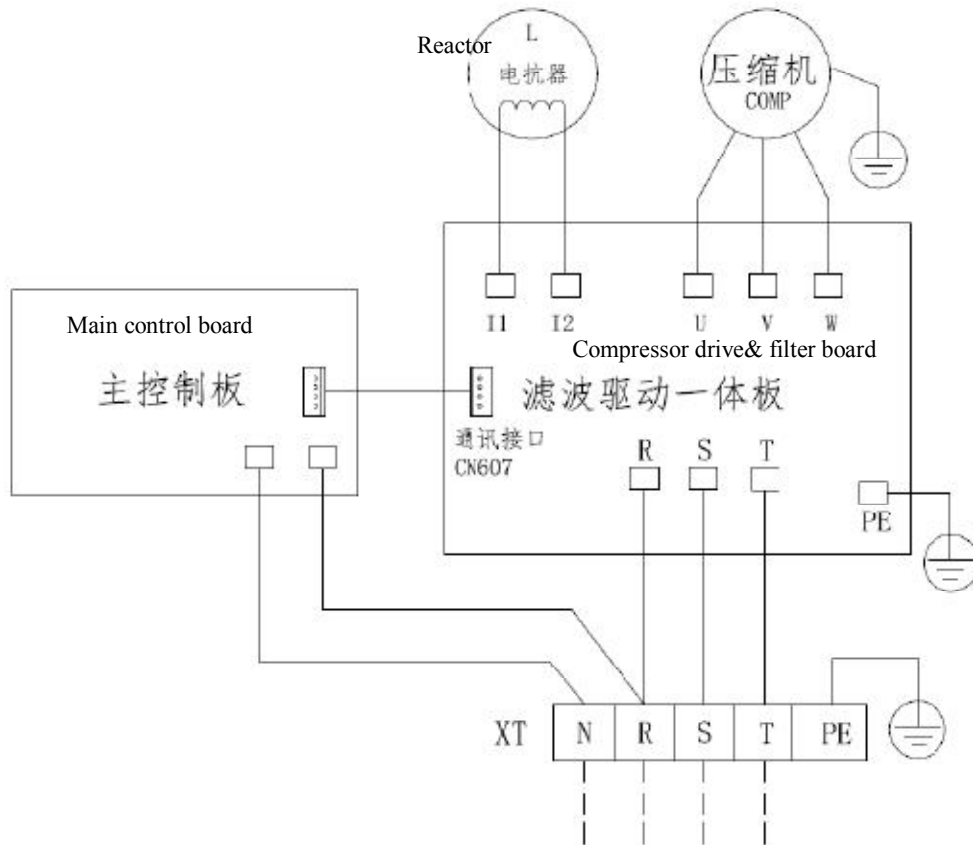 L
Reactor
电抗器
压缩机
COMP
I1 I2 U V W
Main control board
Compressor drive& filter board
主控制板
滤波驱动一体板
通讯接口
CN607
R S T
PE
XT N R S T PE